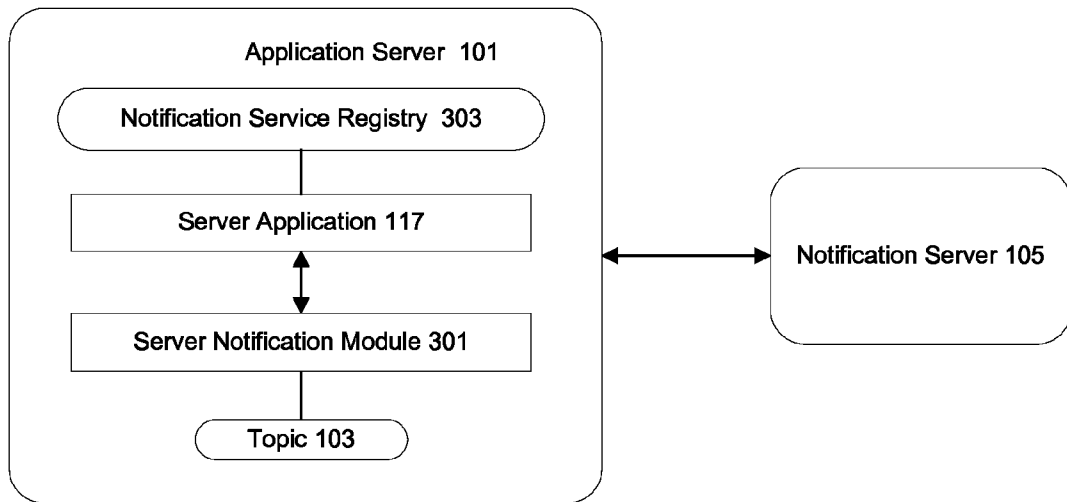 Application Server 101
Notification Service Registry 303
Server Application 117
Server Notification Module 301
Topic 103
Notification Server 105